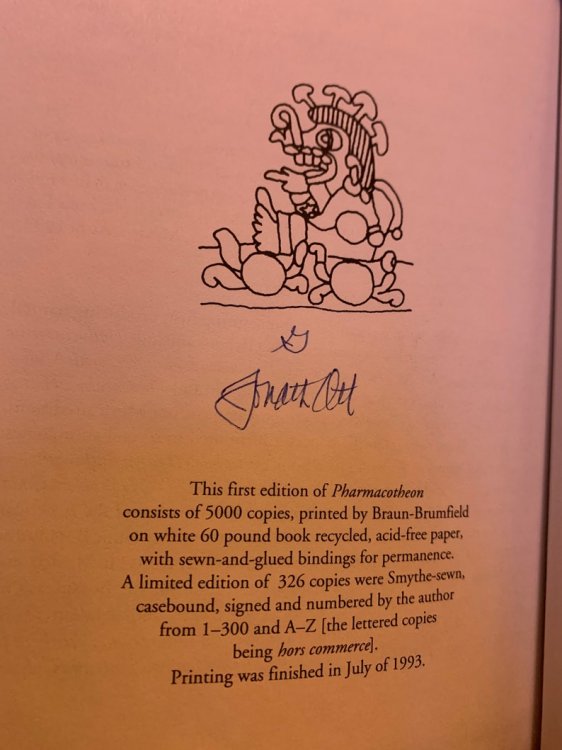 Jonath Ott
This first edition of Pharmacotheon
consists of 5000 copies, printed by Braun-Brumfield
on white 60 pound book recycled, acid-free paper,
with sewn-and-glued bindings for permanence.
A limited edition of 326 copies were Smythe-sewn,
casebound, signed and numbered by the author
from 1–300 and A–Z [the lettered copies
being hors commerce].
Printing was finished in July of 1993.